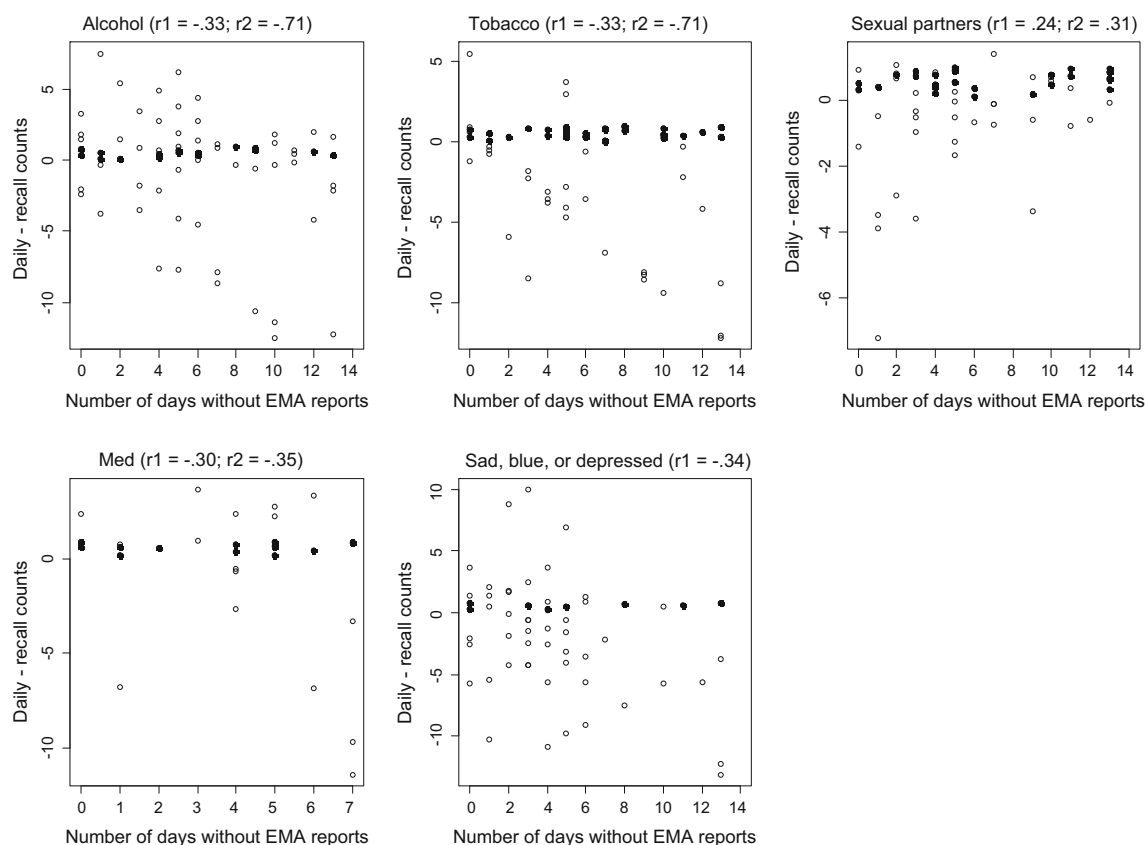 Alcohol (r1 = -.33; r2 = -.71)
Daily - recall counts
5
0
-5
-10
0 2 4 6 8 10 12 14
Number of days without EMA reports
Tobacco (r1 = -.33; r2 = -.71)
Daily - recall counts
5
0
-5
-10
0 2 4 6 8 10 12 14
Number of days without EMA reports
Sexual partners (r1 = .24; r2 = .31)
Daily - recall counts
0
-2
-4
-6
0 2 4 6 8 10 12 14
Number of days without EMA reports
Med (r1 = -.30; r2 = -.35)
Daily - recall counts
0
-5
-10
0 1 2 3 4 5 6 7
Number of days without EMA reports
Sad, blue, or depressed (r1 = -.34)
Daily - recall counts
10
5
0
-5
-10
0 2 4 6 8 10 12 14
Number of days without EMA reports